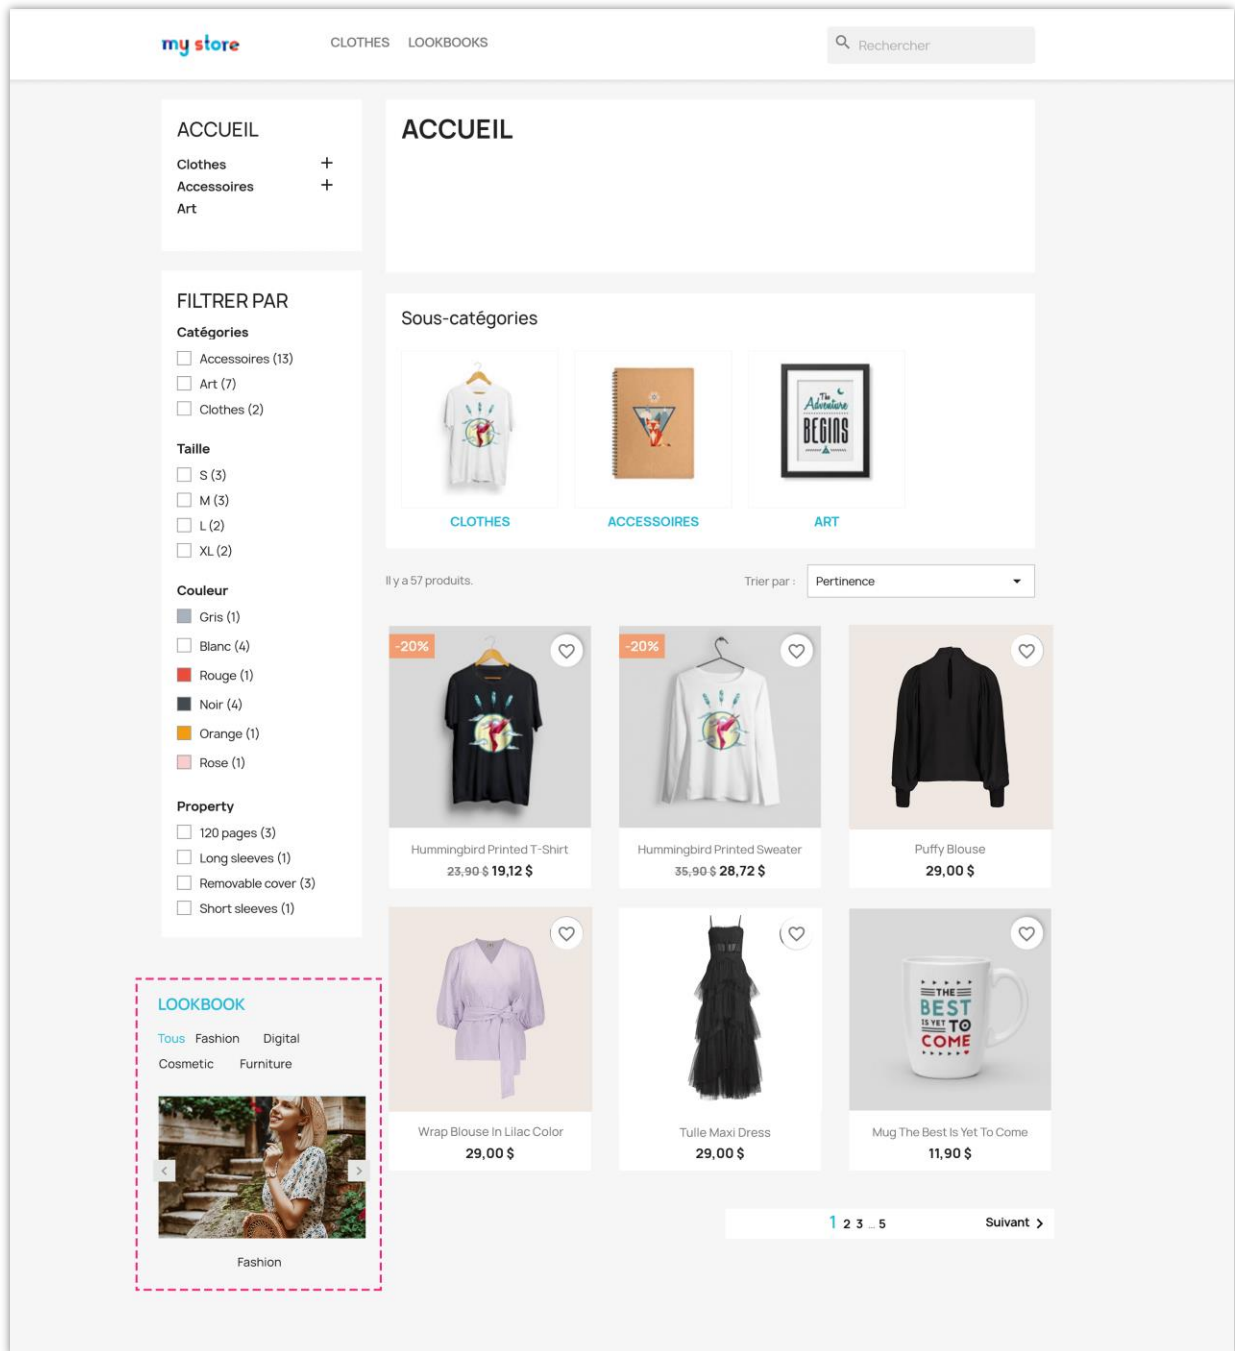 my store
CLOTHES LOOKBOOKS
Rechercher
ACCUEIL
Clothes
Accessoires
Art
FILTRER PAR
Catégories
Accessoires (13)
Art (7)
Clothes (2)
Taille
S (3)
M (3)
L (2)
XL (2)
Couleur
Gris (1)
Blanc (4)
Rouge (1)
Noir (4)
Orange (1)
Rose (1)
Property
120 pages (3)
Long sleeves (1)
Removable cover (3)
Short sleeves (1)
LOOKBOOK
Tous Fashion Digital
Cosmetic Furniture
Fashion
ACCUEIL
Sous-catégories
The
Adventure
BEGINS
CLOTHES ACCESSOIRES ART
Il y a 57 produits. Trier par : Pertinence
-20% -20%
Hummingbird Printed T-Shirt
23,90 $ 19,12 $
Hummingbird Printed Sweater
35,90 $ 28,72 $
Puffy Blouse
29,00 $
THE
BEST
IS YET TO
COME
Wrap Blouse In Lilac Color
29,00 $
Tulle Maxi Dress
29,00 $
Mug The Best Is Yet To Come
11,90 $
1 2 3 ... 5 Suivant